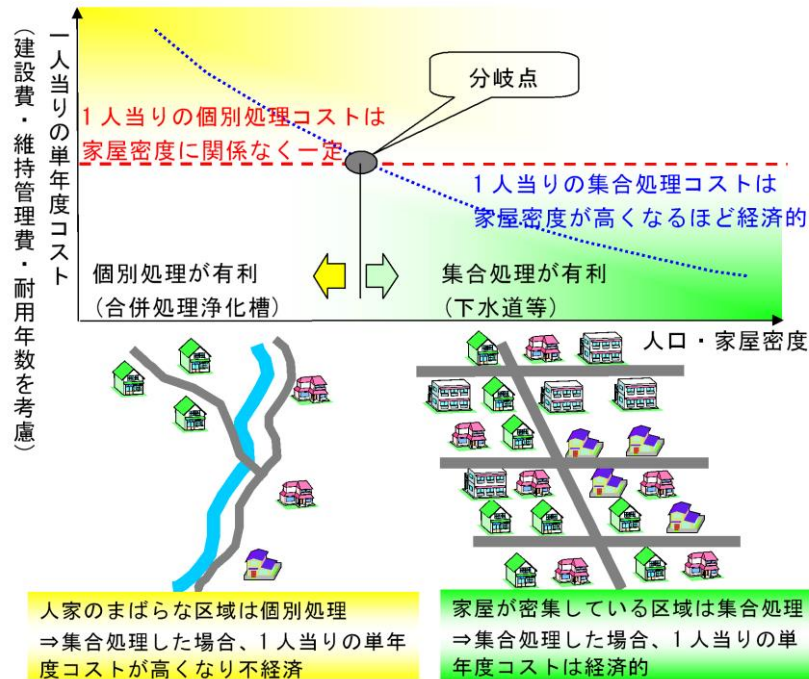 一人当りの単年度コスト
（建設費・維持管理費・耐用年数を考慮）
分岐点
１人当りの個別処理コストは
家屋密度に関係なく一定
１人当りの集合処理コストは
家屋密度が高くなるほど経済的
個別処理が有利
(合併処理浄化槽)
集合処理が有利
(下水道等)
人口・家屋密度
人家のまばらな区域は個別処理
⇒集合処理した場合、１人当りの単年
度コストが高くなり不経済
家屋が密集している区域は集合処理
⇒集合処理した場合、１人当りの単
年度コストは経済的